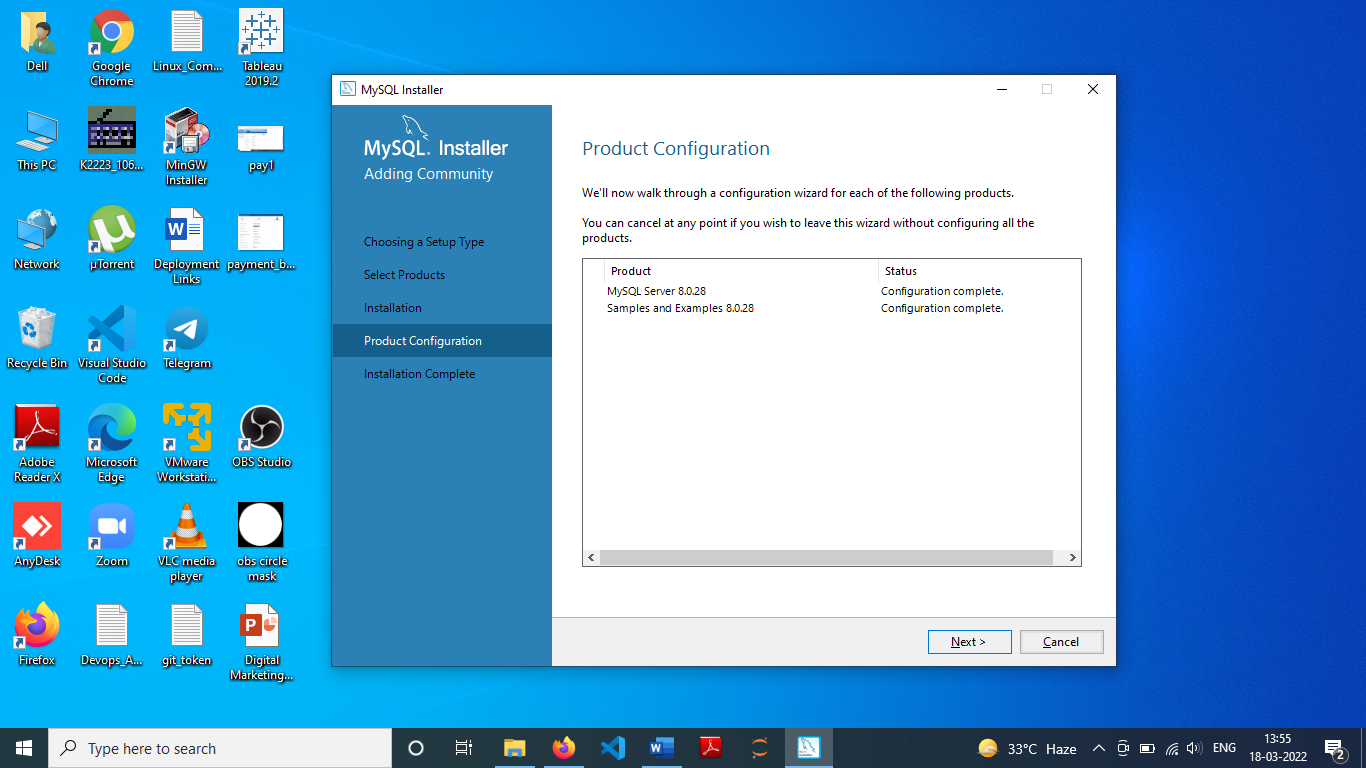 Dell
Google
Chrome
Linux_Com...
Tableau
2019.2
This PC
K2223_106...
MinGW
Installer
pay1
Network
µTorrent
Deployment
Links
payment_b...
Recycle Bin
Visual Studio
Code
Telegram
Adobe
Reader X
Microsoft
Edge
VMware
Workstati...
OBS Studio
AnyDesk
Zoom
VLC media
player
obs circle
mask
Firefox
Devops_A...
git_token
Digital
Marketing...
MySQL Installer
MySQL. Installer
Adding Community
Choosing a Setup Type
Select Products
Installation
Product Configuration
Installation Complete
Product Configuration
We'll now walk through a configuration wizard for each of the following products.
You can cancel at any point if you wish to leave this wizard without configuring all the
products.
Product Status
MySQL Server 8.0.28 Configuration complete.
Samples and Examples 8.0.28 Configuration complete.
Next > Cancel
Type here to search
33°C Haze
ENG
13:55
18-03-2022
2